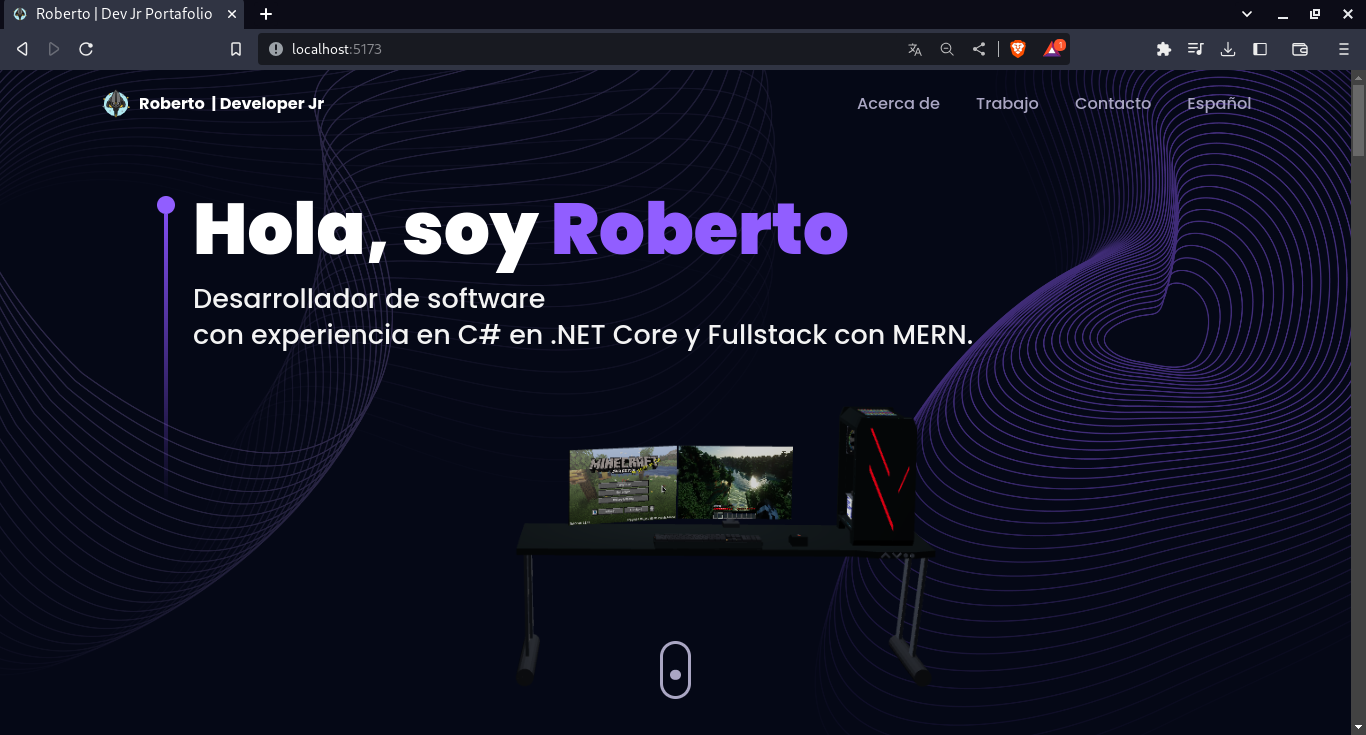 Roberto | Dev Jr Portafolio
localhost:5173
1
Roberto | Developer Jr
Acerca de
Trabajo
Contacto
Español
Hola, soy Roberto
Desarrollador de software
con experiencia en C# en .NET Core y Fullstack con MERN.
MINECRAFT